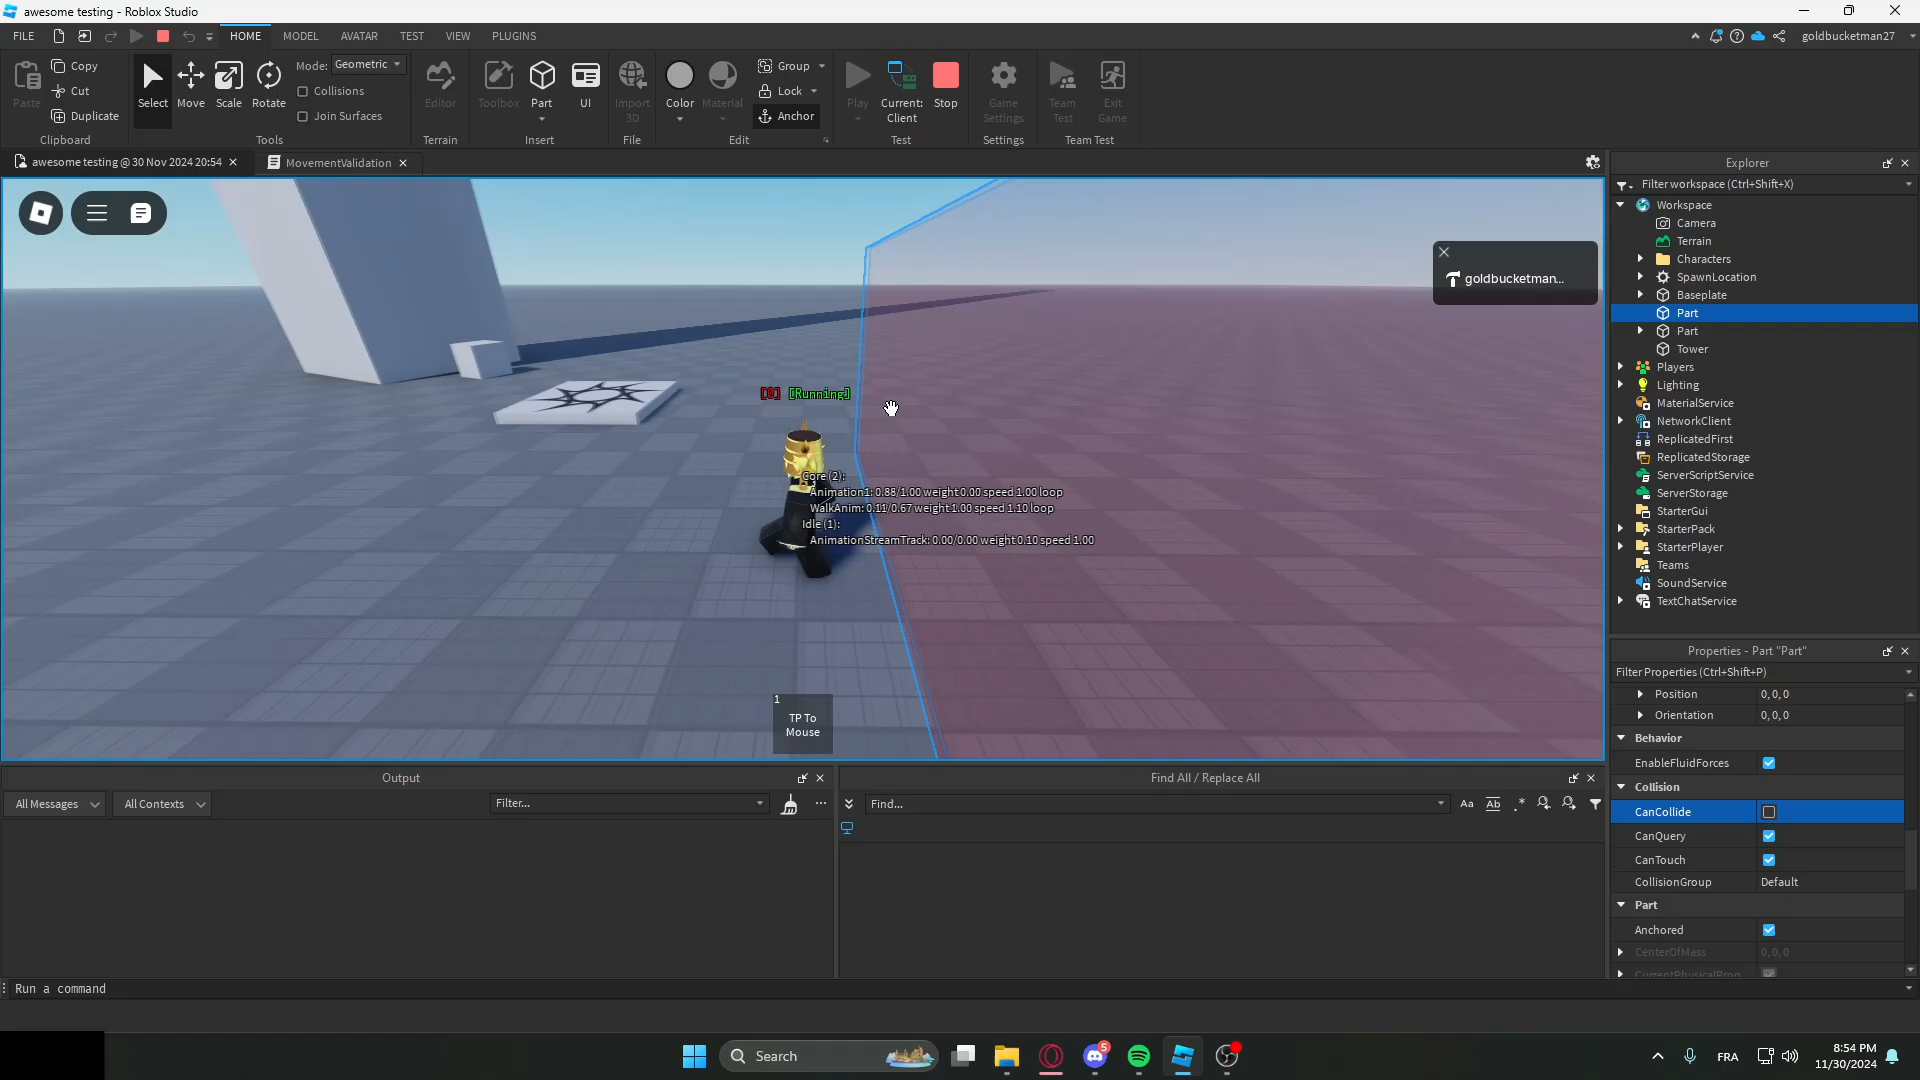 awesome testing - Roblox Studio
FILE HOME MODEL AVATAR TEST VIEW PLUGINS goldbucketman27
Paste Copy Cut Duplicate Clipboard
Select Move Scale Rotate Mode: Geometric Collisions Join Surfaces Tools
Editor Terrain
Toolbox Part UI Insert
Import 3D File
Color Material Group Lock Anchor Edit
Play Current: Client Stop Test
Game Settings Settings
Team Test Exit Game Team Test
awesome testing @ 30 Nov 2024 20:54 MovementValidation
goldbucketman...
[0] [Running]
Core (2):
Animation1: 0.88/1.00 weight 0.00 speed 1.00 loop
WalkAnim: 0.11/0.67 weight 1.00 speed 1.10 loop
Idle (1):
AnimationStreamTrack: 0.00/0.00 weight 0.10 speed 1.00
1
TP To
Mouse
Explorer
Filter workspace (Ctrl+Shift+X)
Workspace
Camera
Terrain
Characters
SpawnLocation
Baseplate
Part
Part
Tower
Players
Lighting
MaterialService
NetworkClient
ReplicatedFirst
ReplicatedStorage
ServerScriptService
ServerStorage
StarterGui
StarterPack
StarterPlayer
Teams
SoundService
TextChatService
Properties - Part "Part"
Filter Properties (Ctrl+Shift+P)
Position 0, 0, 0
Orientation 0, 0, 0
Behavior
EnableFluidForces
Collision
CanCollide
CanQuery
CanTouch
CollisionGroup Default
Part
Anchored
CenterOfMass 0, 0, 0
Output
All Messages All Contexts Filter...
Find All / Replace All
Find... Aa Ab .*
Run a command
Search 5 FRA 8:54 PM
11/30/2024